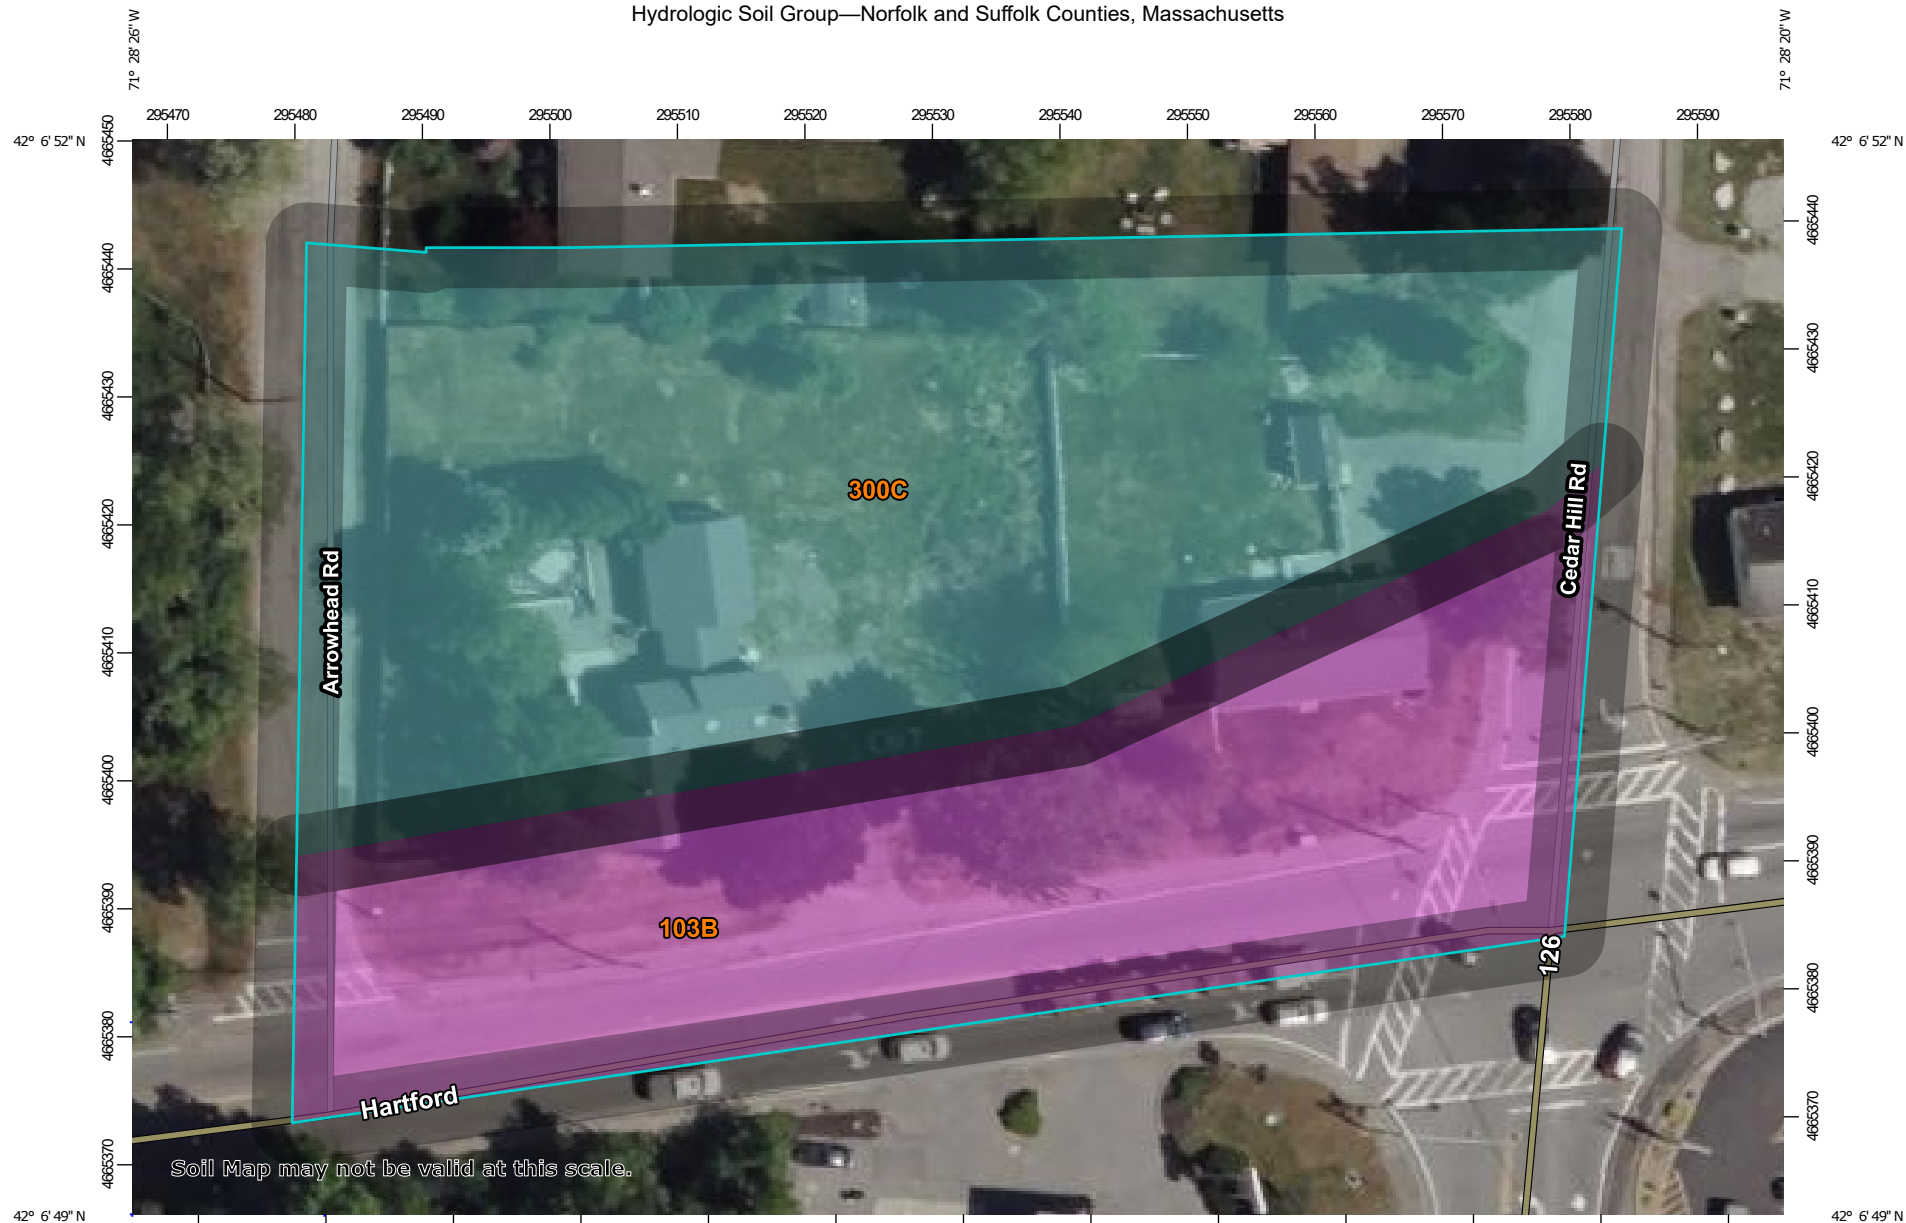 Hydrologic Soil Group—Norfolk and Suffolk Counties, Massachusetts
71° 28' 26'' W
71° 28' 20'' W
295470 295480 295490 295500 295510 295520 295530 295540 295550 295560 295570 295580 295590
42° 6' 52'' N
42° 6' 52'' N
4665450
4665440
4665430
4665420
4665410
4665400
4665390
4665380
4665370
4665440
4665430
4665420
4665410
4665400
4665390
4665380
4665370
300C
Arrowhead Rd
Cedar Hill Rd
103B
126
Hartford
Soil Map may not be valid at this scale.
42° 6' 49'' N
42° 6' 49'' N